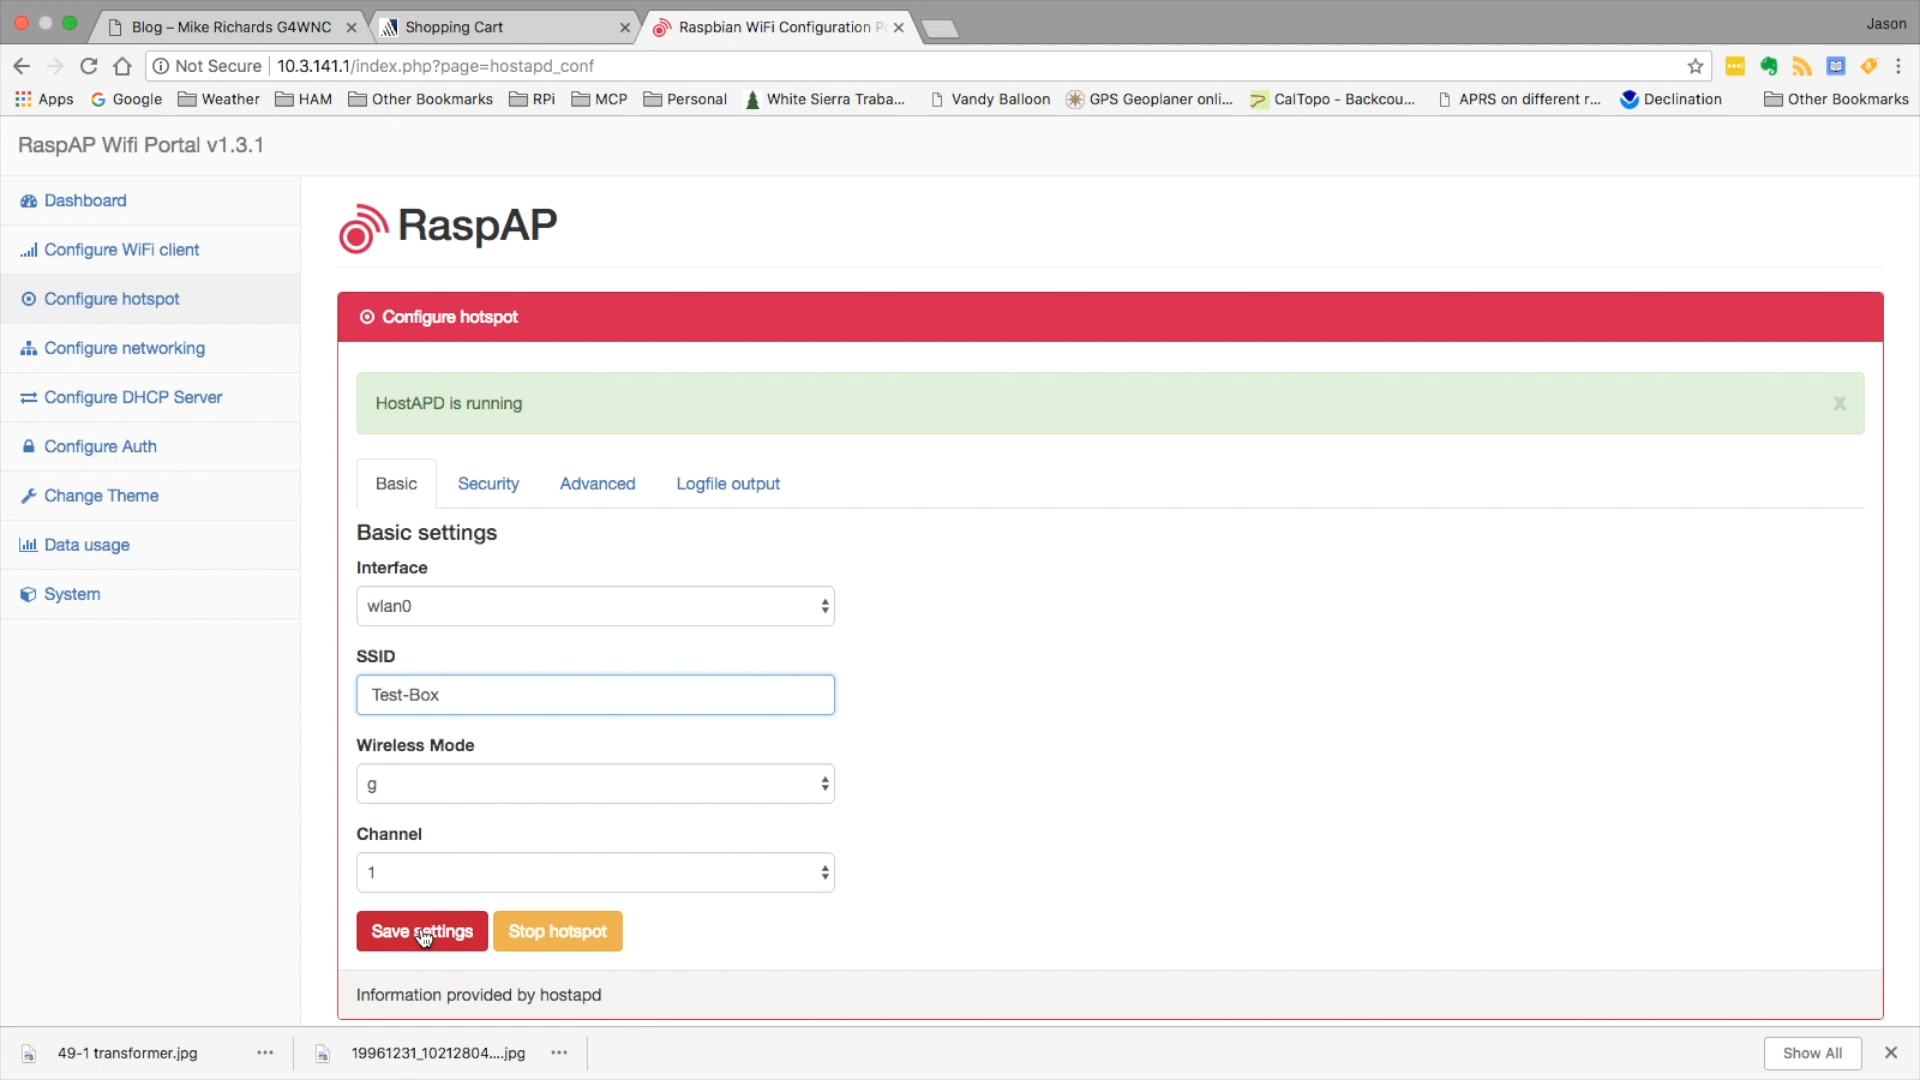 Blog – Mike Richards G4WNC
Shopping Cart
Raspbian WiFi Configuration P
Jason
Not Secure
10.3.141.1/index.php?page=hostapd_conf
Apps
Google
Weather
HAM
Other Bookmarks
RPi
MCP
Personal
White Sierra Traba...
Vandy Balloon
GPS Geoplaner onli...
CalTopo - Backcou...
APRS on different r...
Declination
Other Bookmarks
RaspAP Wifi Portal v1.3.1
Dashboard
Configure WiFi client
Configure hotspot
Configure networking
Configure DHCP Server
Configure Auth
Change Theme
Data usage
System
RaspAP
Configure hotspot
HostAPD is running
x
Basic
Security
Advanced
Logfile output
Basic settings
Interface
wlan0
SSID
Test-Box
Wireless Mode
g
Channel
1
Save settings
Stop hotspot
Information provided by hostapd
49-1 transformer.jpg
19961231_10212804....jpg
Show All